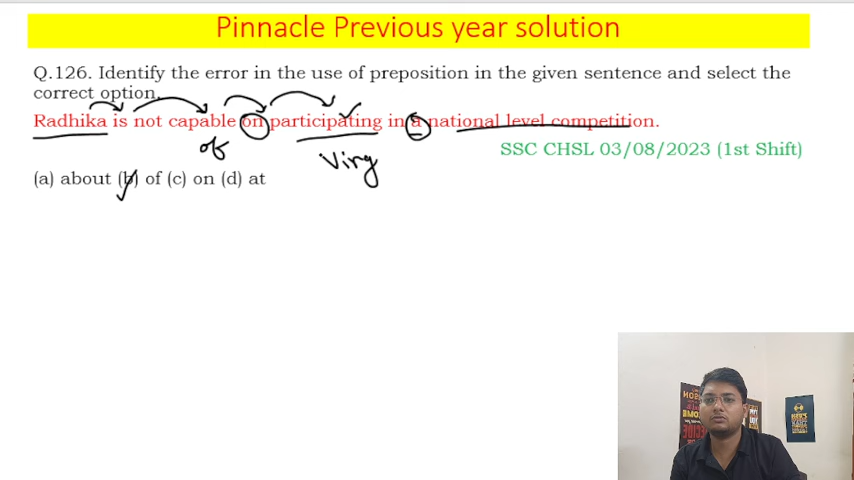 Pinnacle Previous year solution
Q.126. Identify the error in the use of preposition in the given sentence and select the
correct option.
Radhika is not capable on participating in a national level competition.
of
Ving
SSC CHSL 03/08/2023 (1st Shift)
(a) about (b) of (c) on (d) at